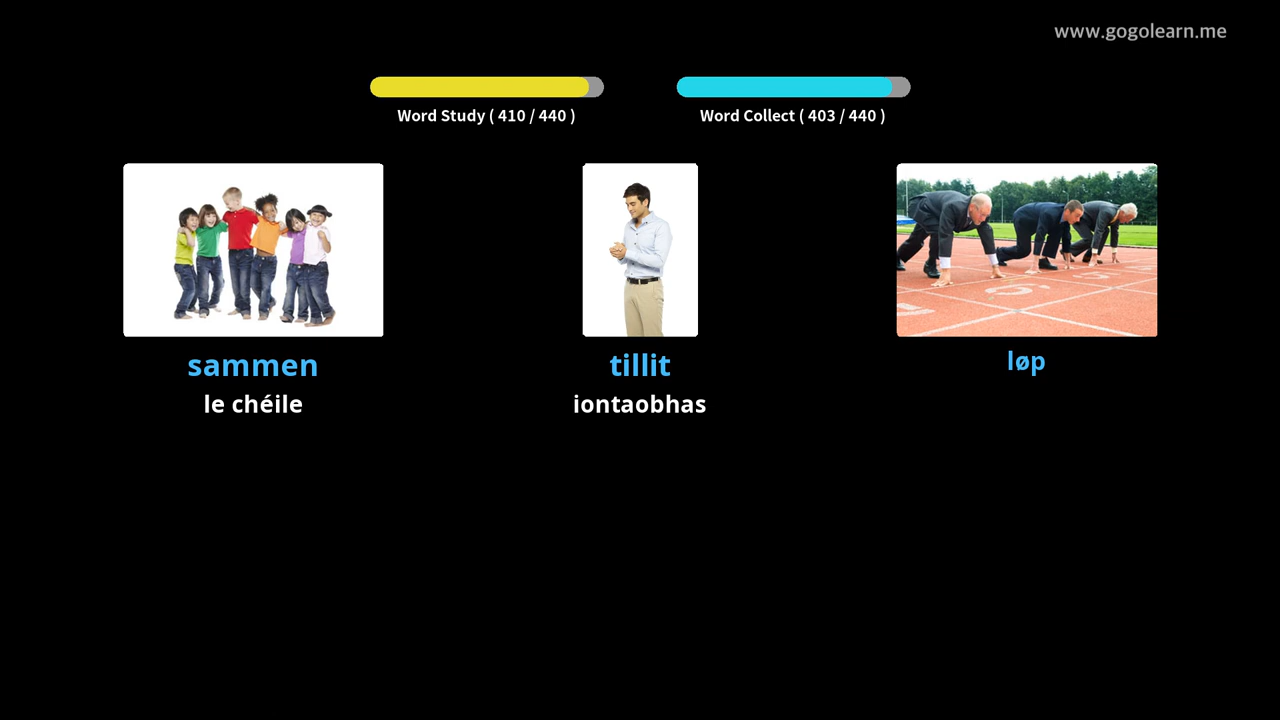 www.gogolearn.me
Word Study ( 410 / 440 )
Word Collect ( 403 / 440 )
sammen
tillit
løp
le chéile
iontaobhas